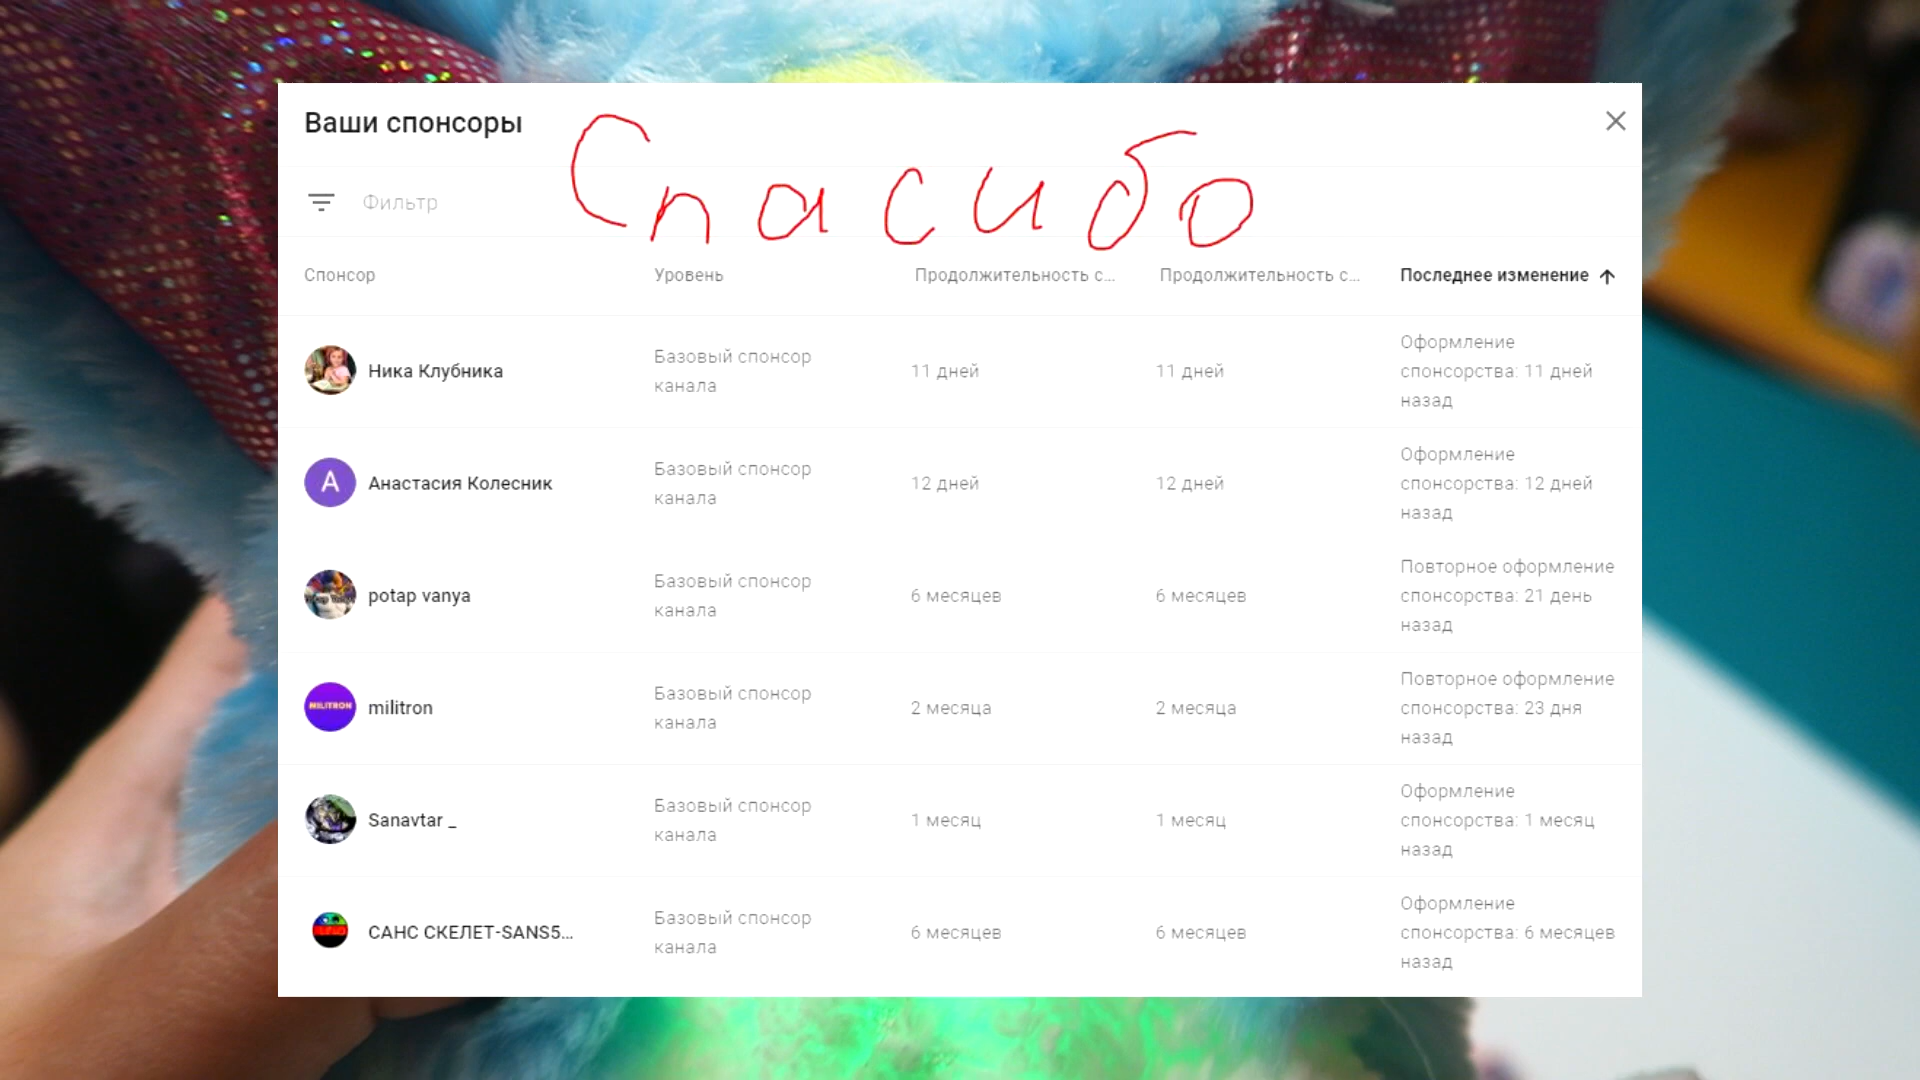 Ваши спонсоры
Спасибо
Фильтр
Спонсор Уровень Продолжительность с... Продолжительность с... Последнее изменение
Ника Клубника Базовый спонсор канала 11 дней 11 дней Оформление спонсорства: 11 дней назад
А Анастасия Колесник Базовый спонсор канала 12 дней 12 дней Оформление спонсорства: 12 дней назад
potap vanya Базовый спонсор канала 6 месяцев 6 месяцев Повторное оформление спонсорства: 21 день назад
MILITRON militron Базовый спонсор канала 2 месяца 2 месяца Повторное оформление спонсорства: 23 дня назад
Sanavtar _ Базовый спонсор канала 1 месяц 1 месяц Оформление спонсорства: 1 месяц назад
САНС СКЕЛЕТ-SANS5... Базовый спонсор канала 6 месяцев 6 месяцев Оформление спонсорства: 6 месяцев назад